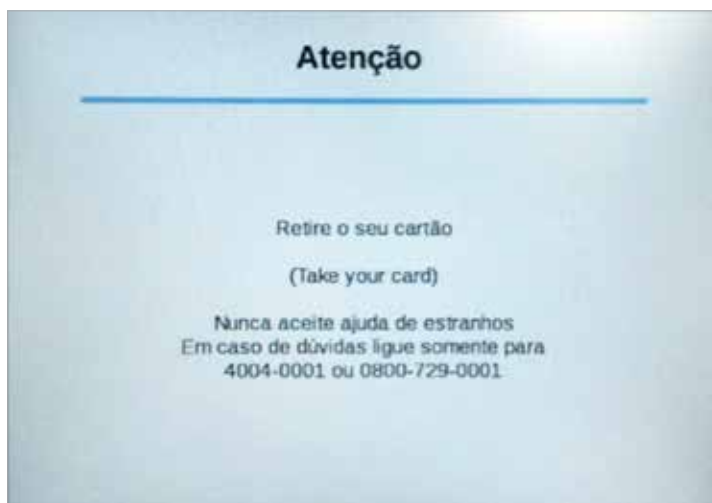 Atenção
Retire o seu cartão
(Take your card)
Nunca aceite ajuda de estranhos
Em caso de dúvidas ligue somente para
4004-0001 ou 0800-729-0001